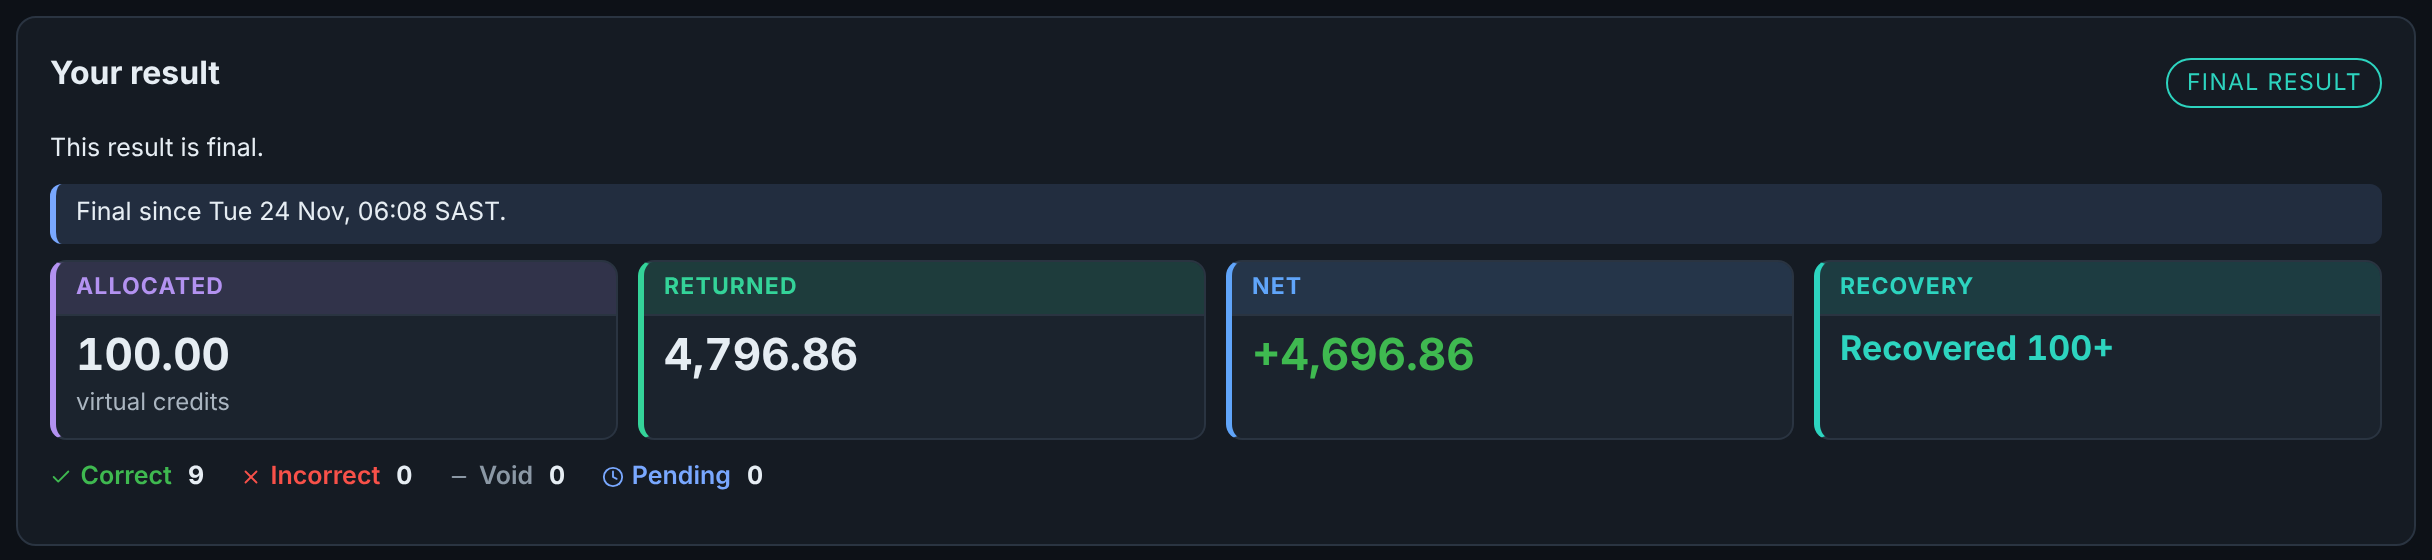 Your result
FINAL RESULT
This result is final.
Final since Tue 24 Nov, 06:08 SAST.
ALLOCATED
100.00
virtual credits
RETURNED
4,796.86
NET
+4,696.86
RECOVERY
Recovered 100+
Correct 9 Incorrect 0 Void 0 Pending 0